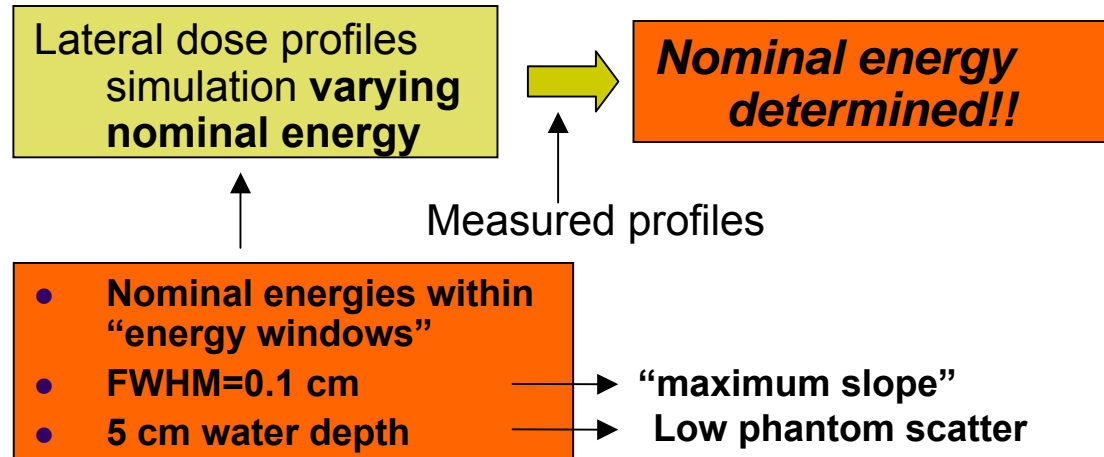 Lateral dose profiles
simulation varying
nominal energy
Nominal energy
determined!!
Measured profiles
• Nominal energies within
“energy windows”
• FWHM=0.1 cm
“maximum slope”
• 5 cm water depth
Low phantom scatter